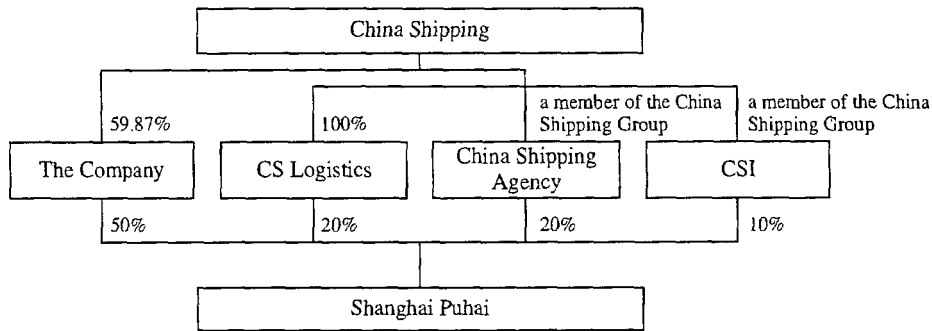 China Shipping
a member of the China
Shipping Group
a member of the China
Shipping Group
59.87%
100%
The Company
CS Logistics
China Shipping
Agency
CSI
50%
20%
20%
10%
Shanghai Puhai